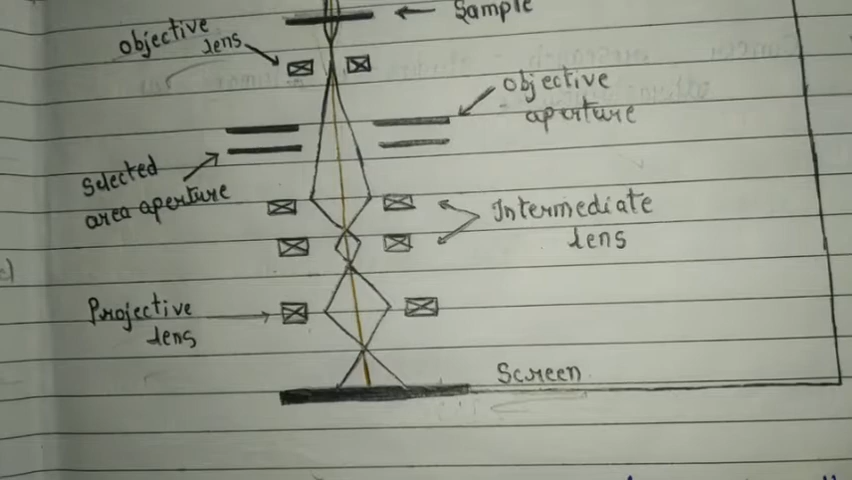 Sample
Objective
lens
Objective
aperture
Selected
area aperture
Intermediate
lens
Projective
lens
Screen